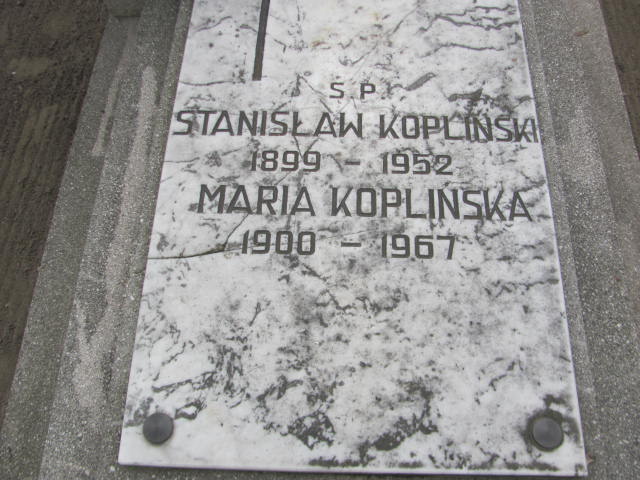 Ś P
STANISŁAW KOPLIŃSKI
1899 - 1952
MARIA KOPLIŃSKA
1900 - 1967